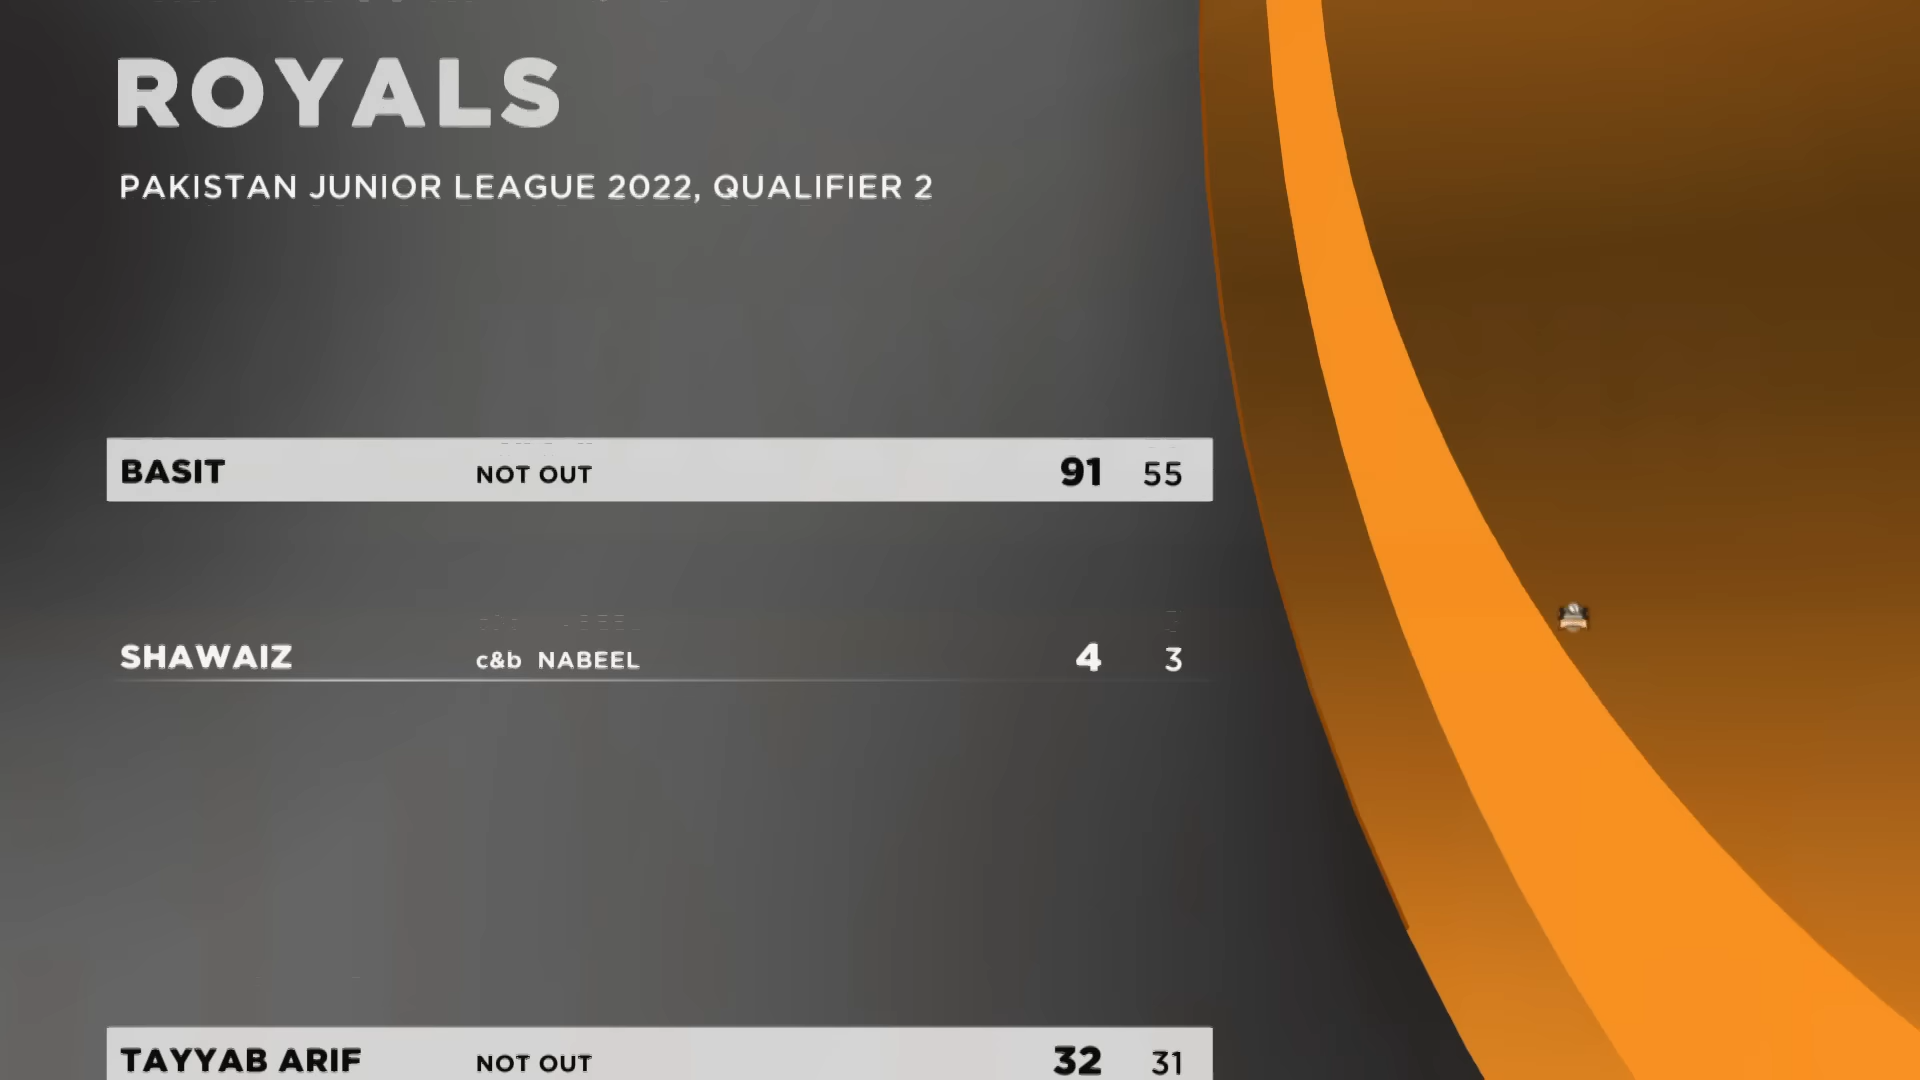 ROYALS
PAKISTAN JUNIOR LEAGUE 2022, QUALIFIER 2
BASIT NOT OUT 91 55
SHAWAIZ c&b NABEEL 4 3
TAYYAB ARIF NOT OUT 32 31